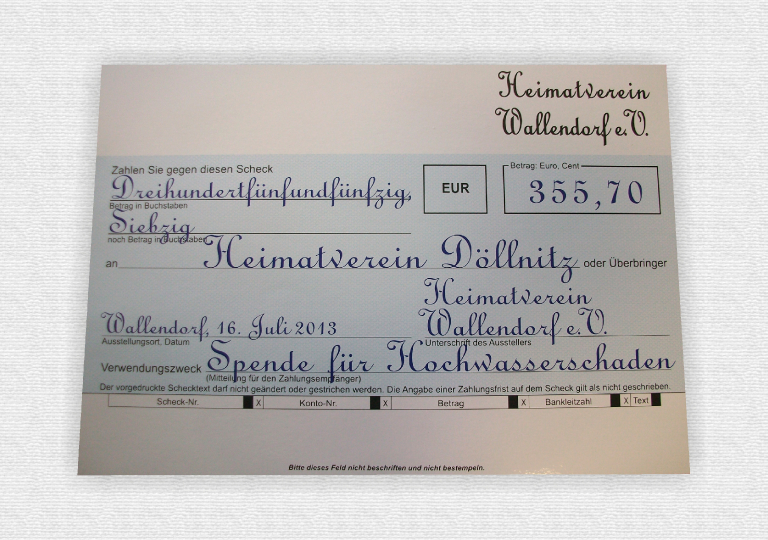 Heimatverein
Wallendorf e.V.
Zahlen Sie gegen diesen Scheck
Betrag: Euro, Cent
Dreihundertfünfundfünfzig,
EUR
355,70
Betrag in Buchstaben
Siebzig
noch Betrag in Buchstaben
an Heimatverein Döllnitz oder Überbringer
Heimatverein
Wallendorf, 16. Juli 2013
Wallendorf e.V.
Ausstellungsort, Datum
Unterschrift des Ausstellers
Verwendungszweck Spende für Hochwasserschaden
(Mitteilung für den Zahlungsempfänger)
Der vorgedruckte Schecktext darf nicht geändert oder gestrichen werden. Die Angabe einer Zahlungsfrist auf dem Scheck gilt als nicht geschrieben.
Scheck-Nr. X Konto-Nr. X Betrag X Bankleitzahl X Text
Bitte dieses Feld nicht beschriften und nicht bestempeln.